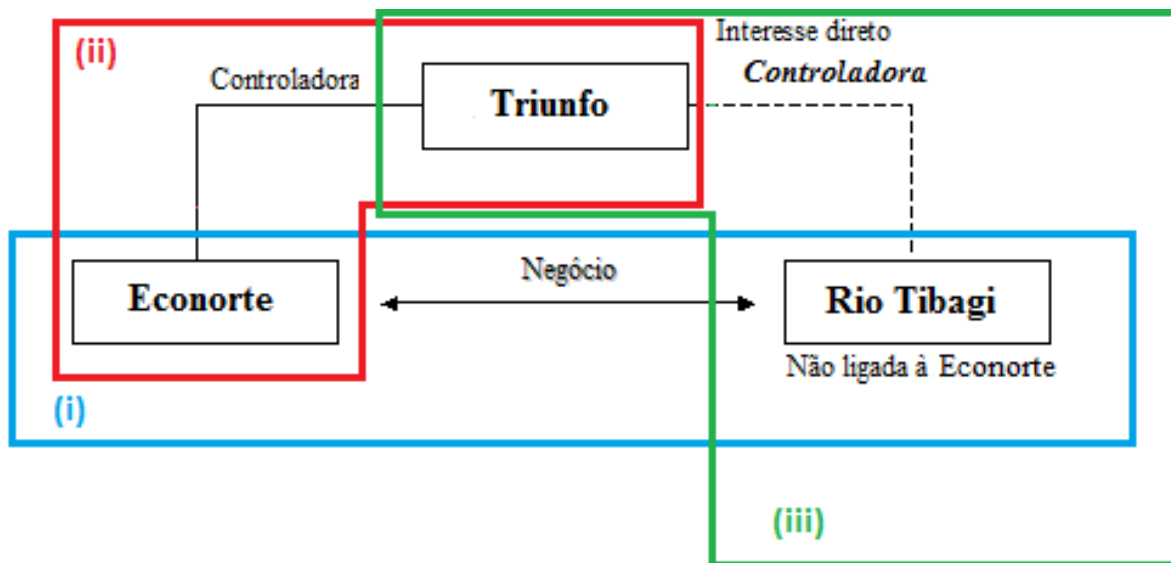 (ii)
Interesse direto
Controladora
Controladora
Triunfo
Negócio
Econorte
Rio Tibagi
Não ligada à Econorte
(i)
(iii)